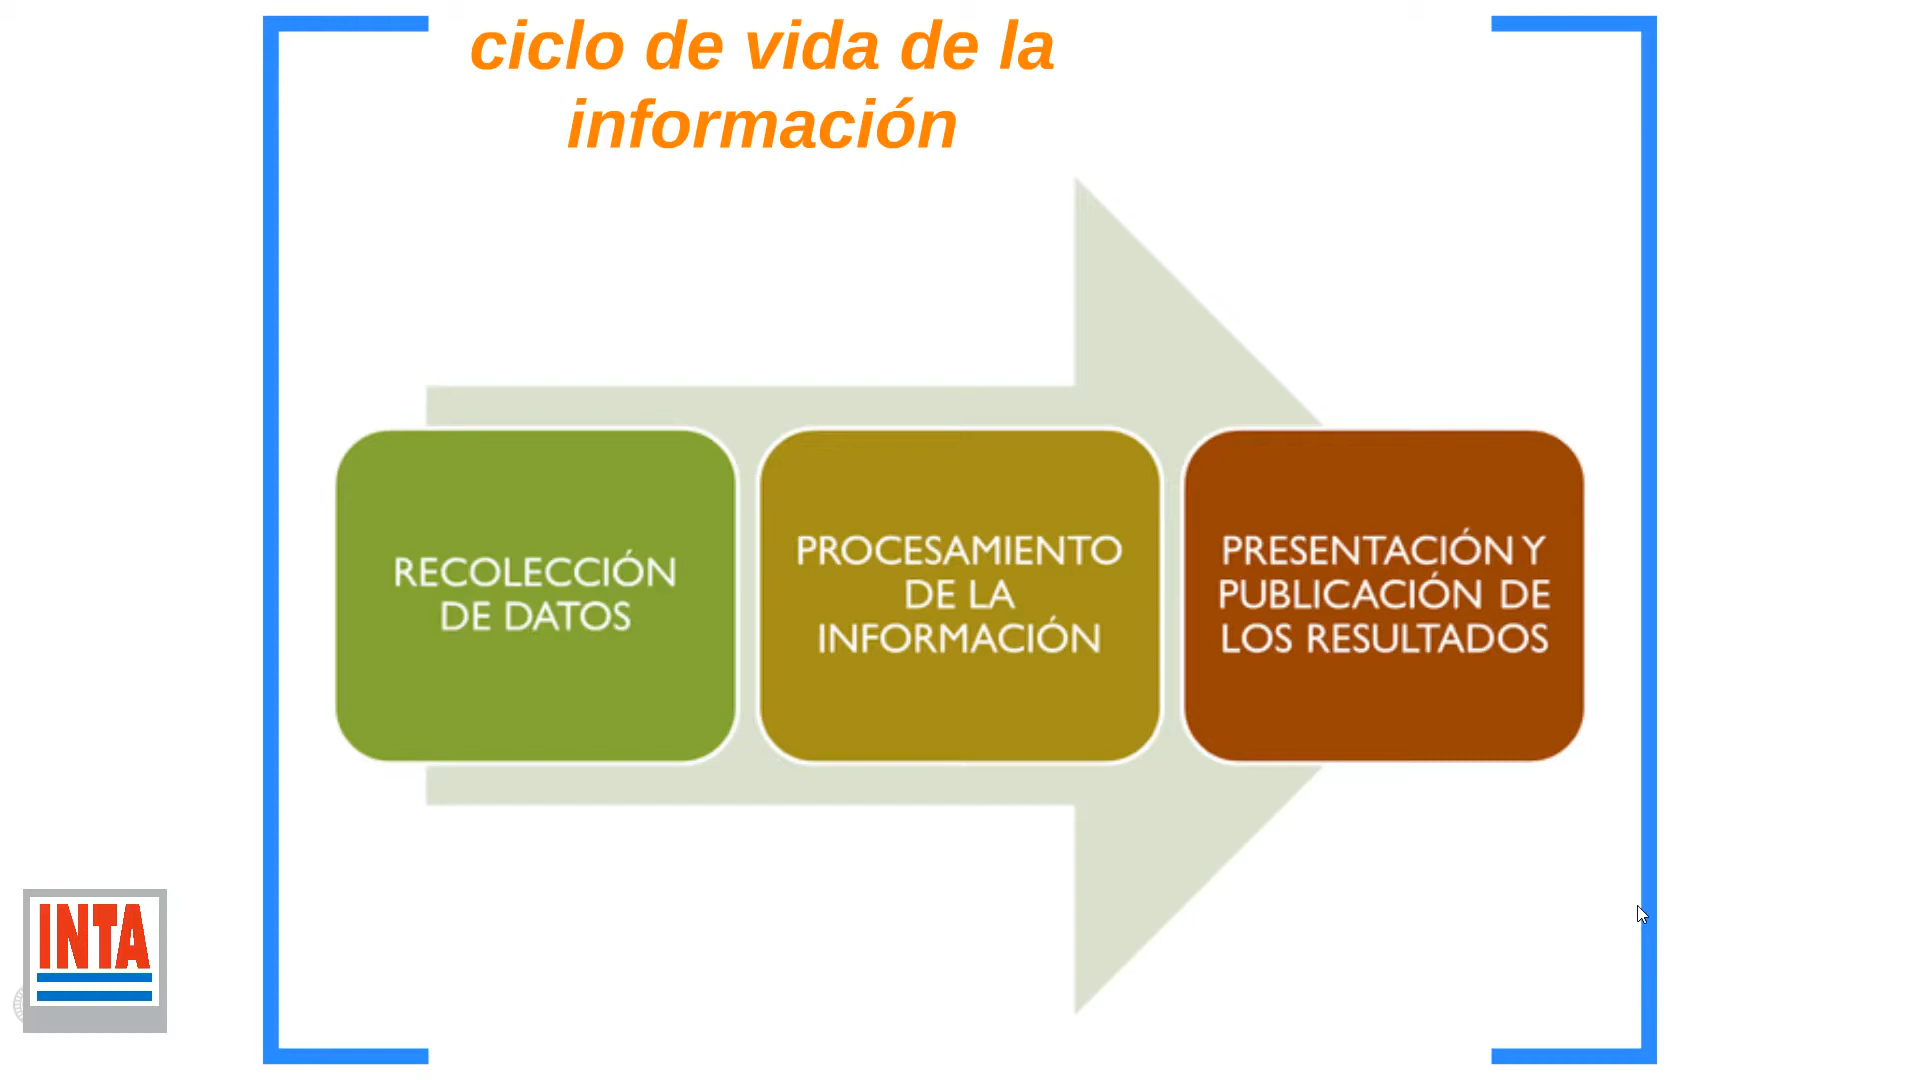 ciclo de vida de la
información
RECOLECCIÓN
DE DATOS
PROCESAMIENTO
DE LA
INFORMACIÓN
PRESENTACIÓN Y
PUBLICACIÓN DE
LOS RESULTADOS
INTA